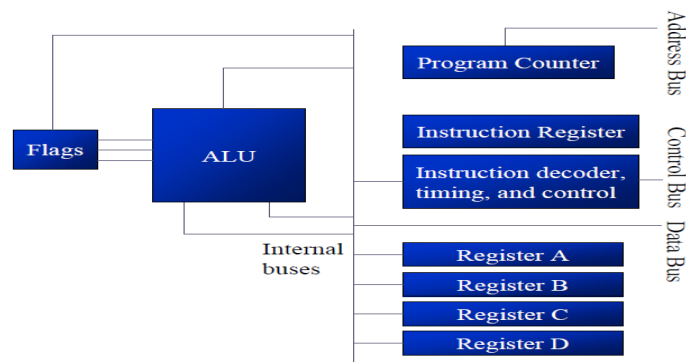 Address Bus
Program Counter
Instruction Register
Flags
ALU
Instruction decoder,
timing, and control
Control Bus
Internal
buses
Data Bus
Register A
Register B
Register C
Register D